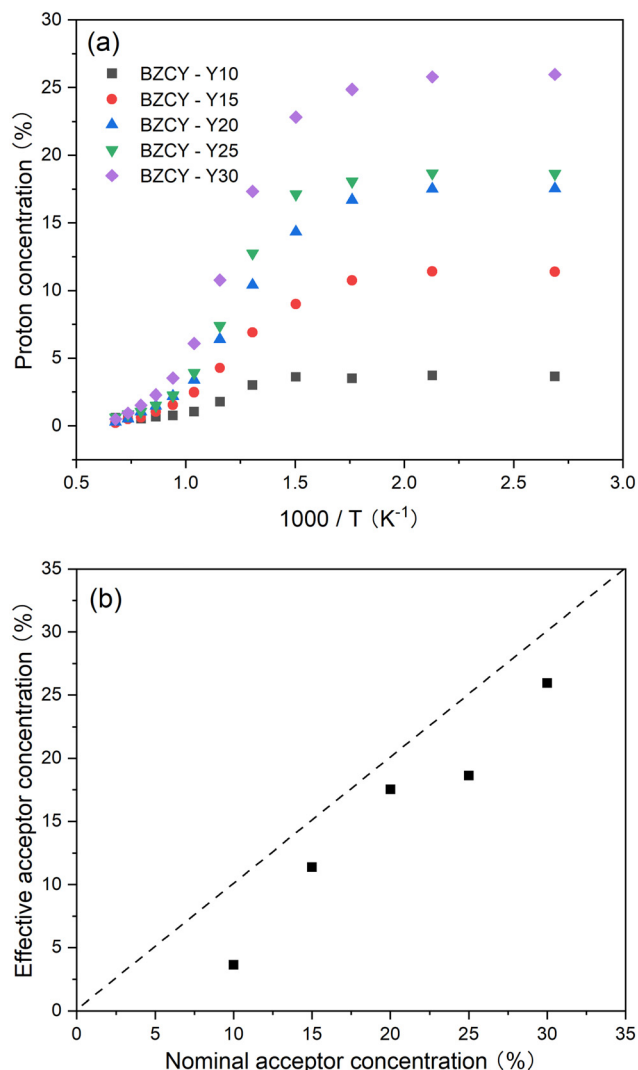 (a)
BZCY - Y10
BZCY - Y15
BZCY - Y20
BZCY - Y25
BZCY - Y30
Proton concentration (%)
30
25
20
15
10
5
0
0.5 1.0 1.5 2.0 2.5 3.0
1000 / T (K⁻¹)
(b)
Effective acceptor concentration (%)
35
30
25
20
15
10
5
0
0 5 10 15 20 25 30 35
Nominal acceptor concentration (%)